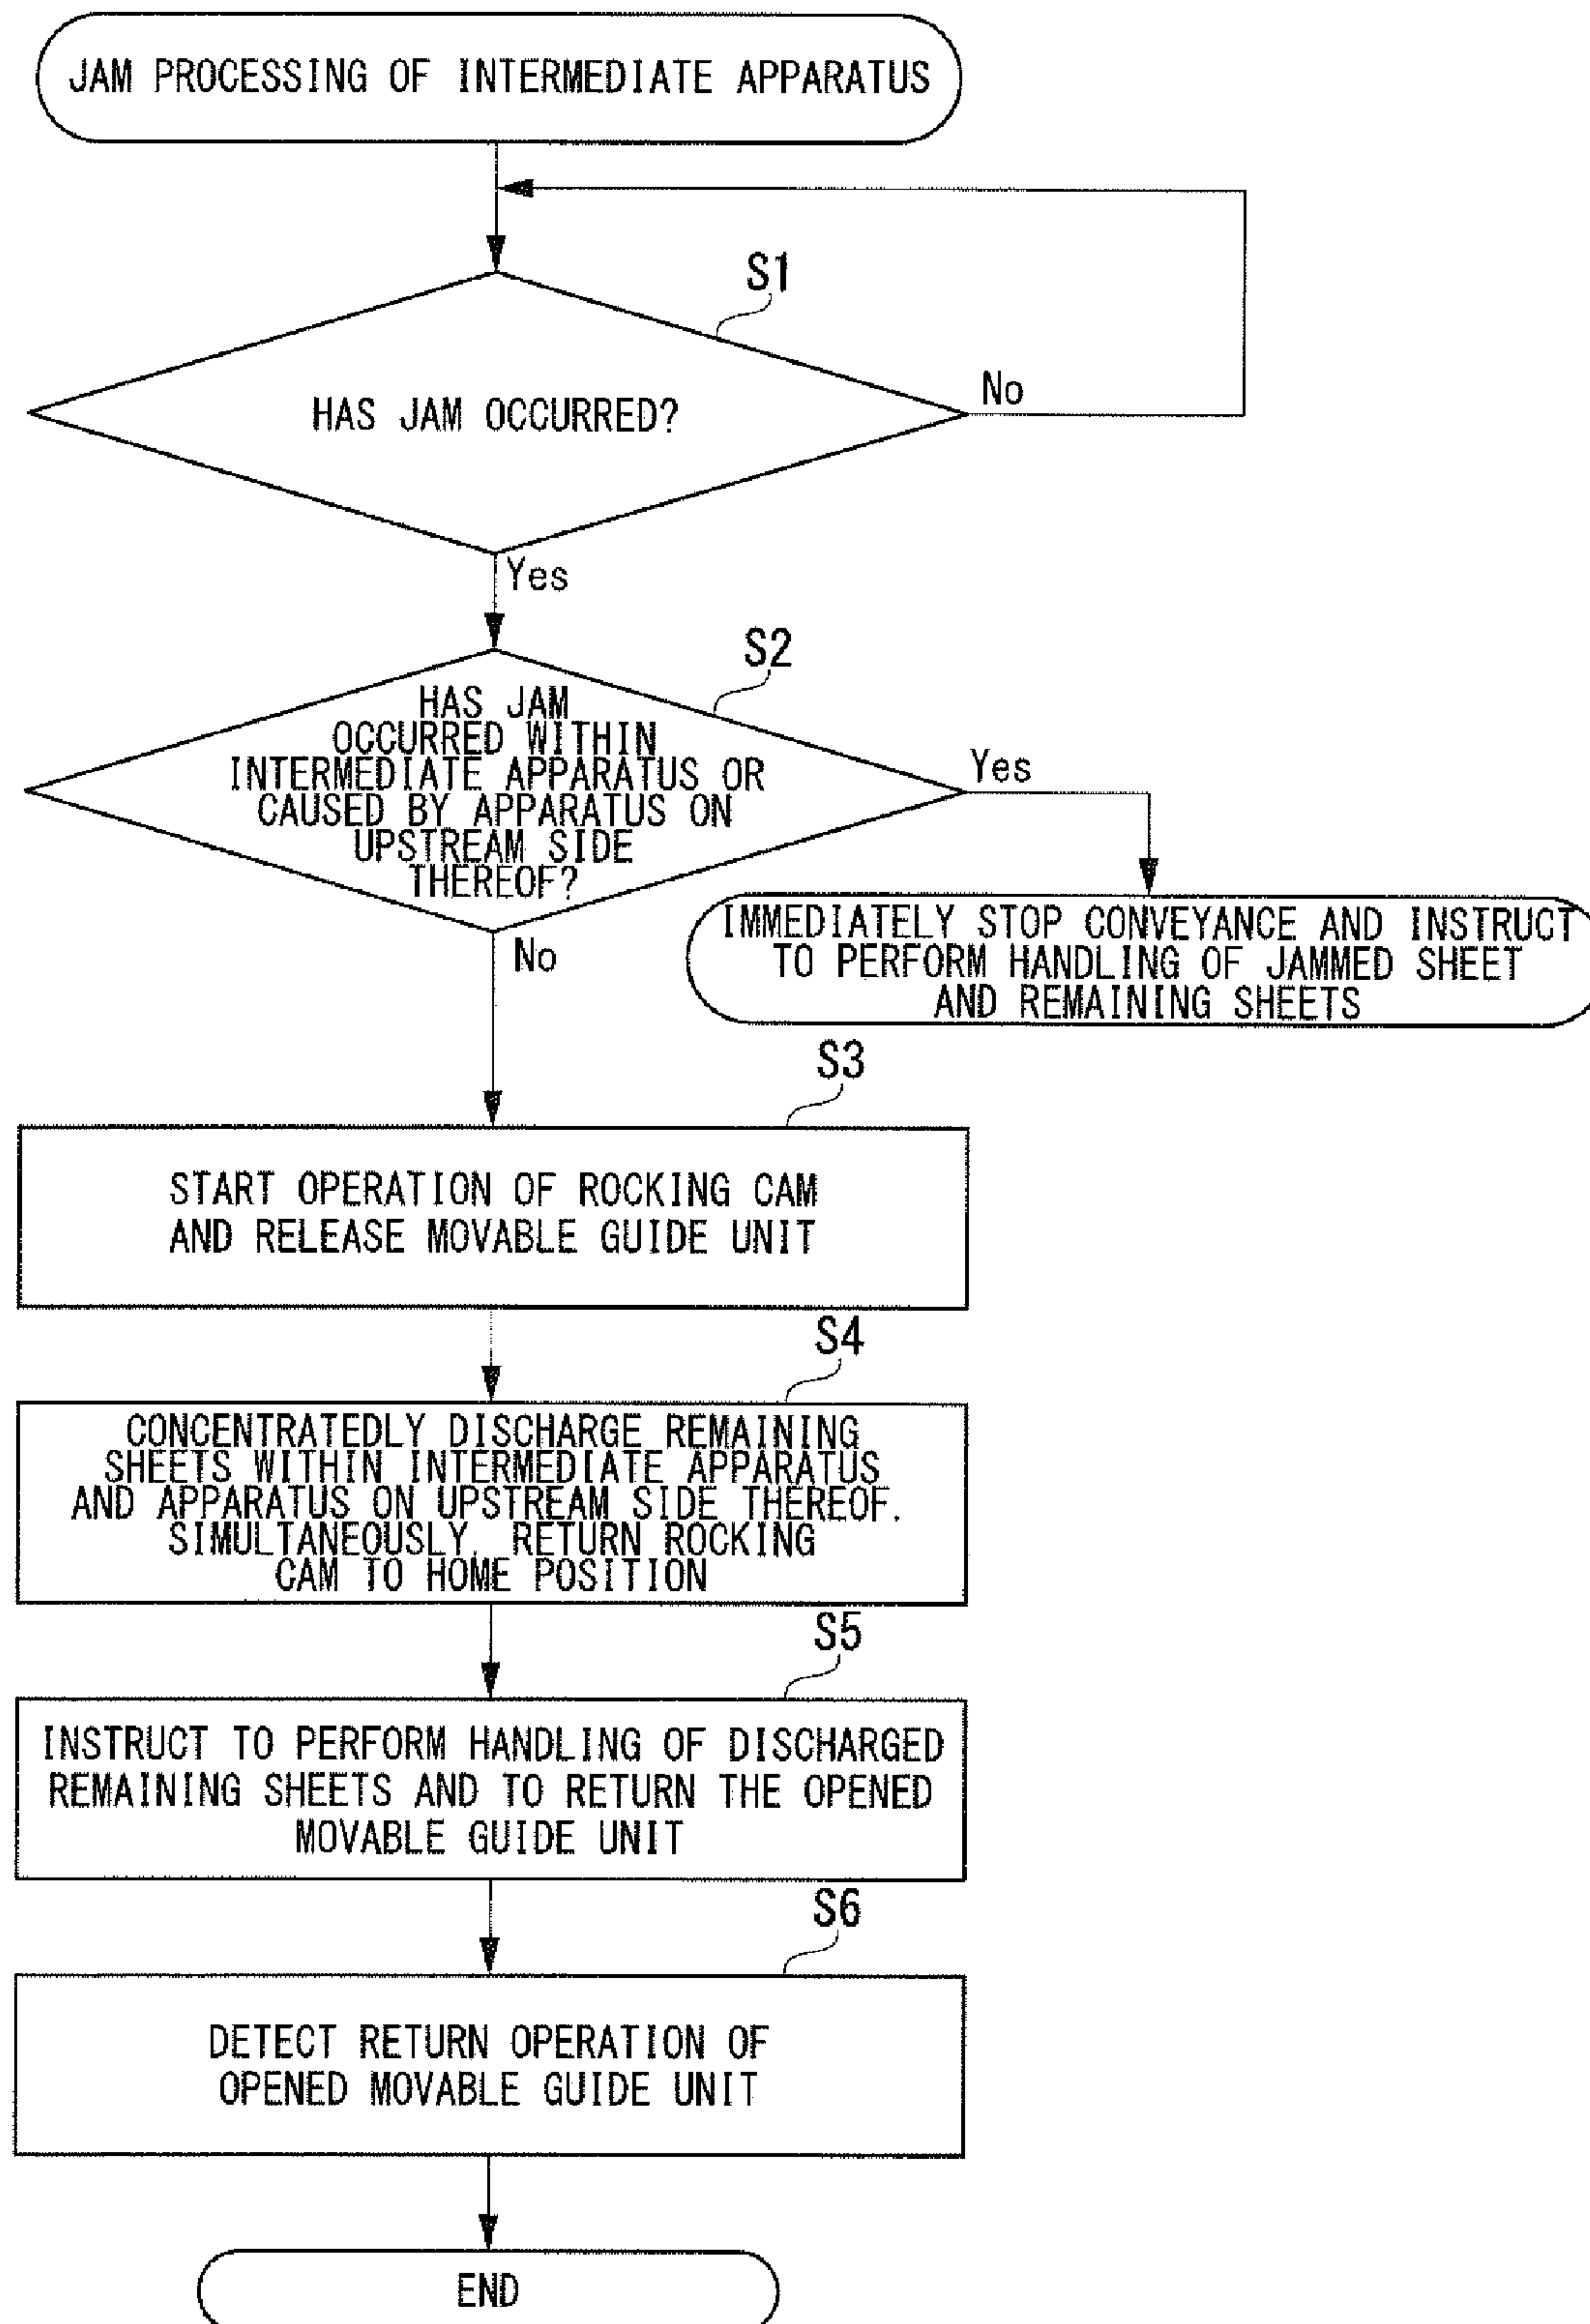 JAM PROCESSING OF INTERMEDIATE APPARATUS
S1
HAS JAM OCCURRED?
No
Yes
S2
HAS JAM
OCCURRED WITHIN
INTERMEDIATE APPARATUS OR
CAUSED BY APPARATUS ON
UPSTREAM SIDE
THEREOF?
Yes
No
IMMEDIATELY STOP CONVEYANCE AND INSTRUCT
TO PERFORM HANDLING OF JAMMED SHEET
AND REMAINING SHEETS
S3
START OPERATION OF ROCKING CAM
AND RELEASE MOVABLE GUIDE UNIT
S4
CONCENTRATEDLY DISCHARGE REMAINING
SHEETS WITHIN INTERMEDIATE APPARATUS
AND APPARATUS ON UPSTREAM SIDE THEREOF.
SIMULTANEOUSLY, RETURN ROCKING
CAM TO HOME POSITION
S5
INSTRUCT TO PERFORM HANDLING OF DISCHARGED
REMAINING SHEETS AND TO RETURN THE OPENED
MOVABLE GUIDE UNIT
S6
DETECT RETURN OPERATION OF
OPENED MOVABLE GUIDE UNIT
END